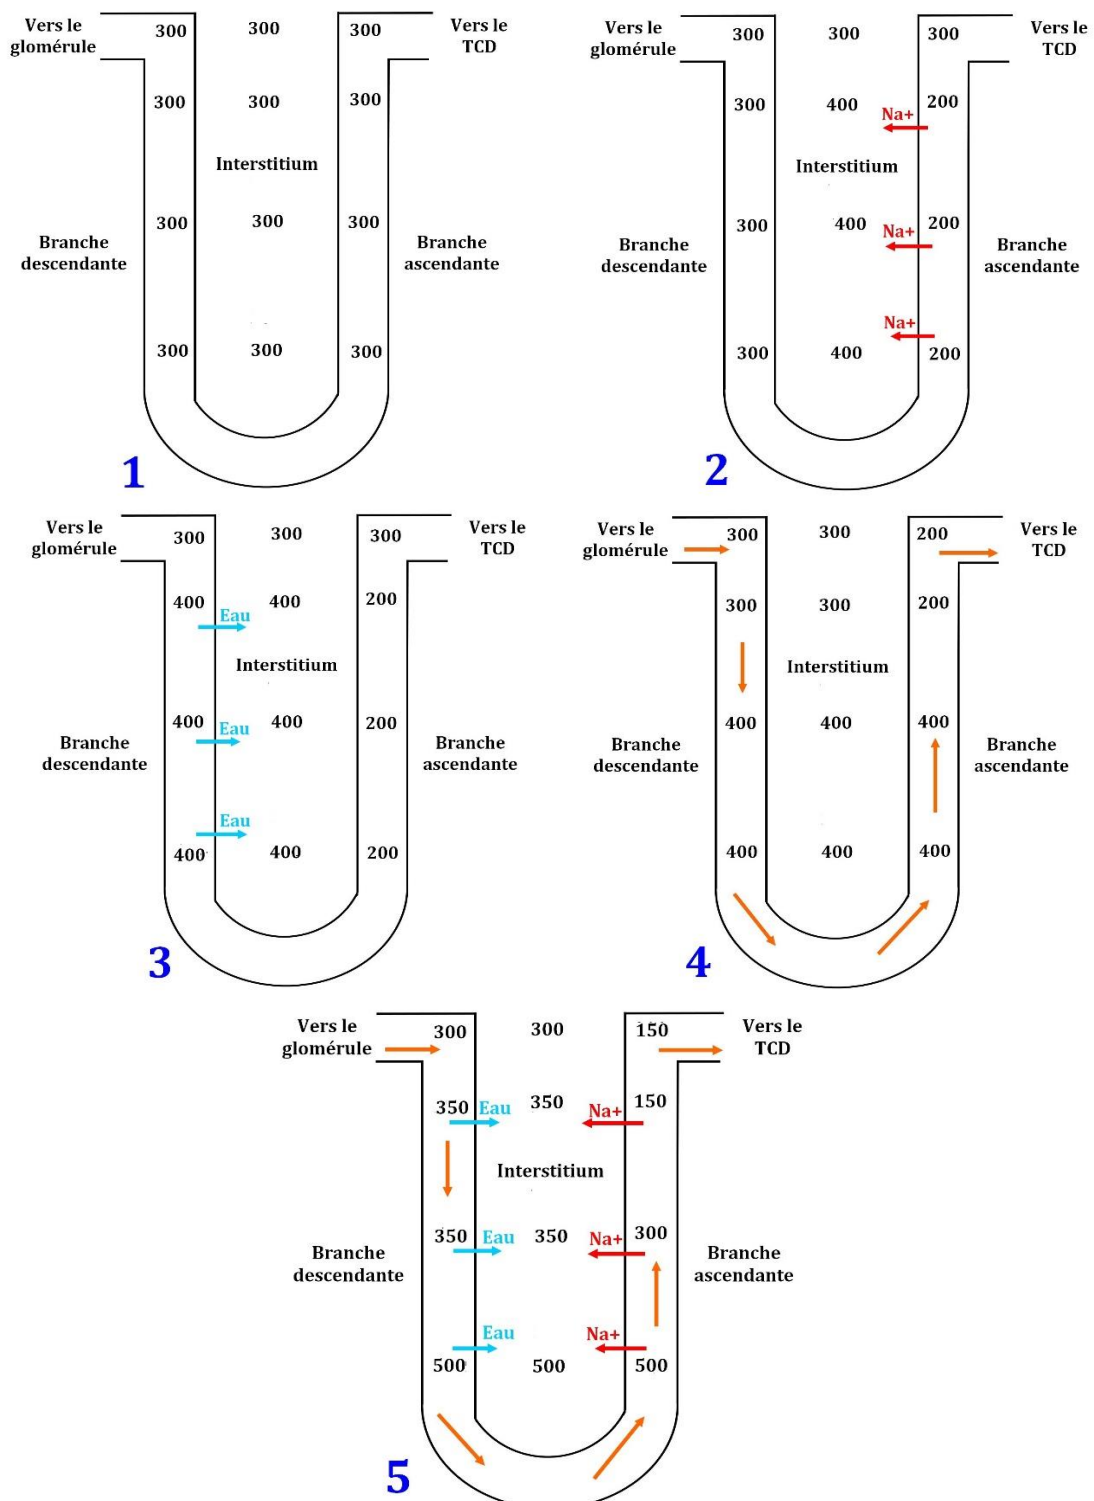 Vers le
glomérule
300 300 300
Vers le
TCD
300 300 300
Interstitium
300 300 300
Branche
descendante
Branche
ascendante
300 300 300
1
Vers le
glomérule
300 300 300
Vers le
TCD
300 400 200
Na+
Interstitium
300 400 200
Na+
Branche
descendante
Branche
ascendante
Na+
300 400 200
2
Vers le
glomérule
300 300 300
Vers le
TCD
400 400 200
Eau
Interstitium
400 400 200
Eau
Branche
descendante
Branche
ascendante
Eau
400 400 200
3
Vers le
glomérule
300 300 200
Vers le
TCD
300 300 200
Interstitium
400 400 400
Branche
descendante
Branche
ascendante
400 400 400
4
Vers le
glomérule
300 300 150
Vers le
TCD
350 Eau 350 Na+ 150
Interstitium
350 Eau 350 Na+ 300
Branche
descendante
Branche
ascendante
Eau Na+
500 500 500
5